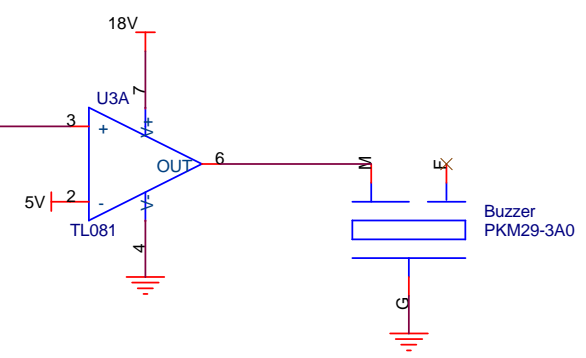 18V
7
U3A
3
+
V+
OUT
6
M
F
5V
2
-
V-
TL081
4
Buzzer
PKM29-3A0
G